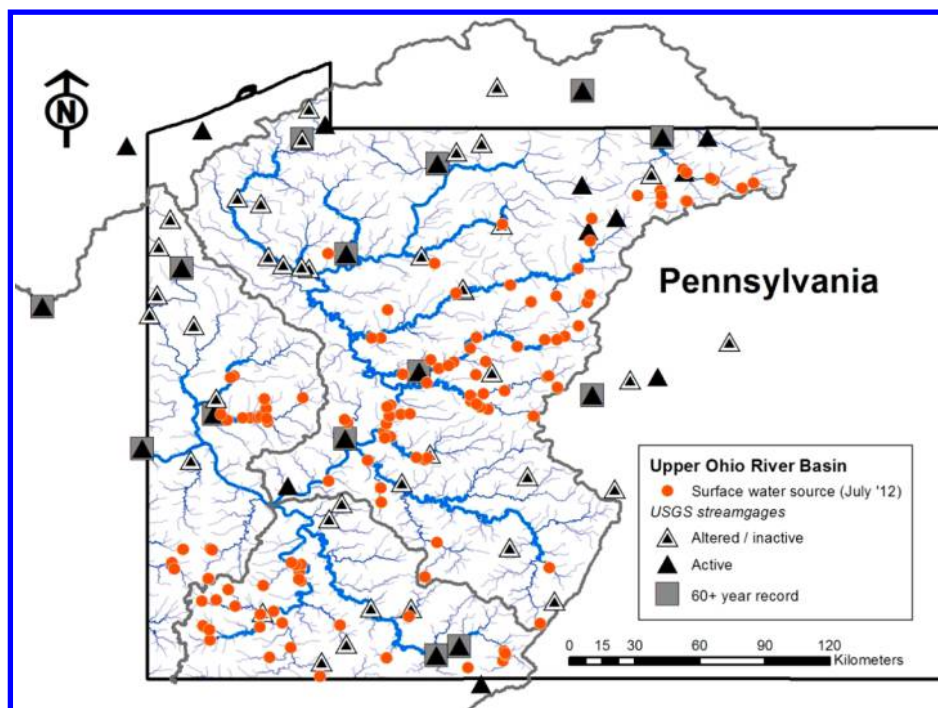 N
Pennsylvania
Upper Ohio River Basin
Surface water source (July '12)
USGS streamgages
Altered / inactive
Active
60+ year record
0 15 30 60 90 120
Kilometers